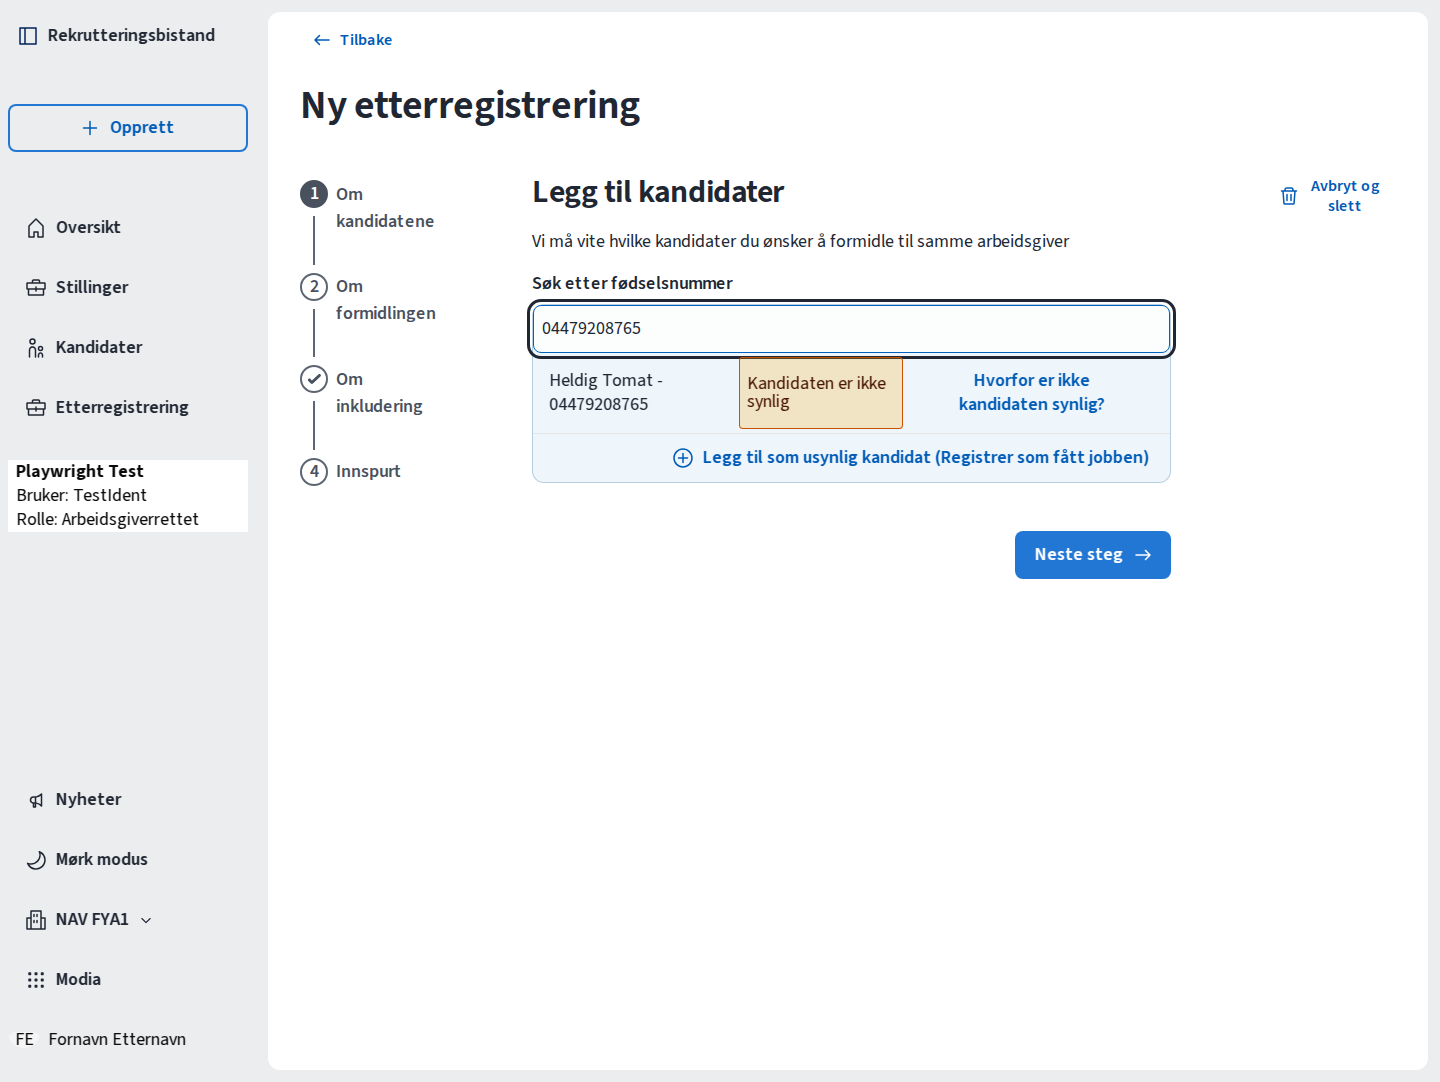 Rekrutteringsbistand
Opprett
Oversikt
Stillinger
Kandidater
Etterregistrering
Playwright Test
Bruker: TestIdent
Rolle: Arbeidsgiverrettet
Nyheter
Mørk modus
NAV FYA1
Modia
FE Fornavn Etternavn
Tilbake
Ny etterregistrering
1 Om
kandidatene
2 Om
formidlingen
Om
inkludering
4 Innspurt
Legg til kandidater
Avbryt og
slett
Vi må vite hvilke kandidater du ønsker å formidle til samme arbeidsgiver
Søk etter fødselsnummer
04479208765
Heldig Tomat -
04479208765
Kandidaten er ikke
synlig
Hvorfor er ikke
kandidaten synlig?
Legg til som usynlig kandidat (Registrer som fått jobben)
Neste steg